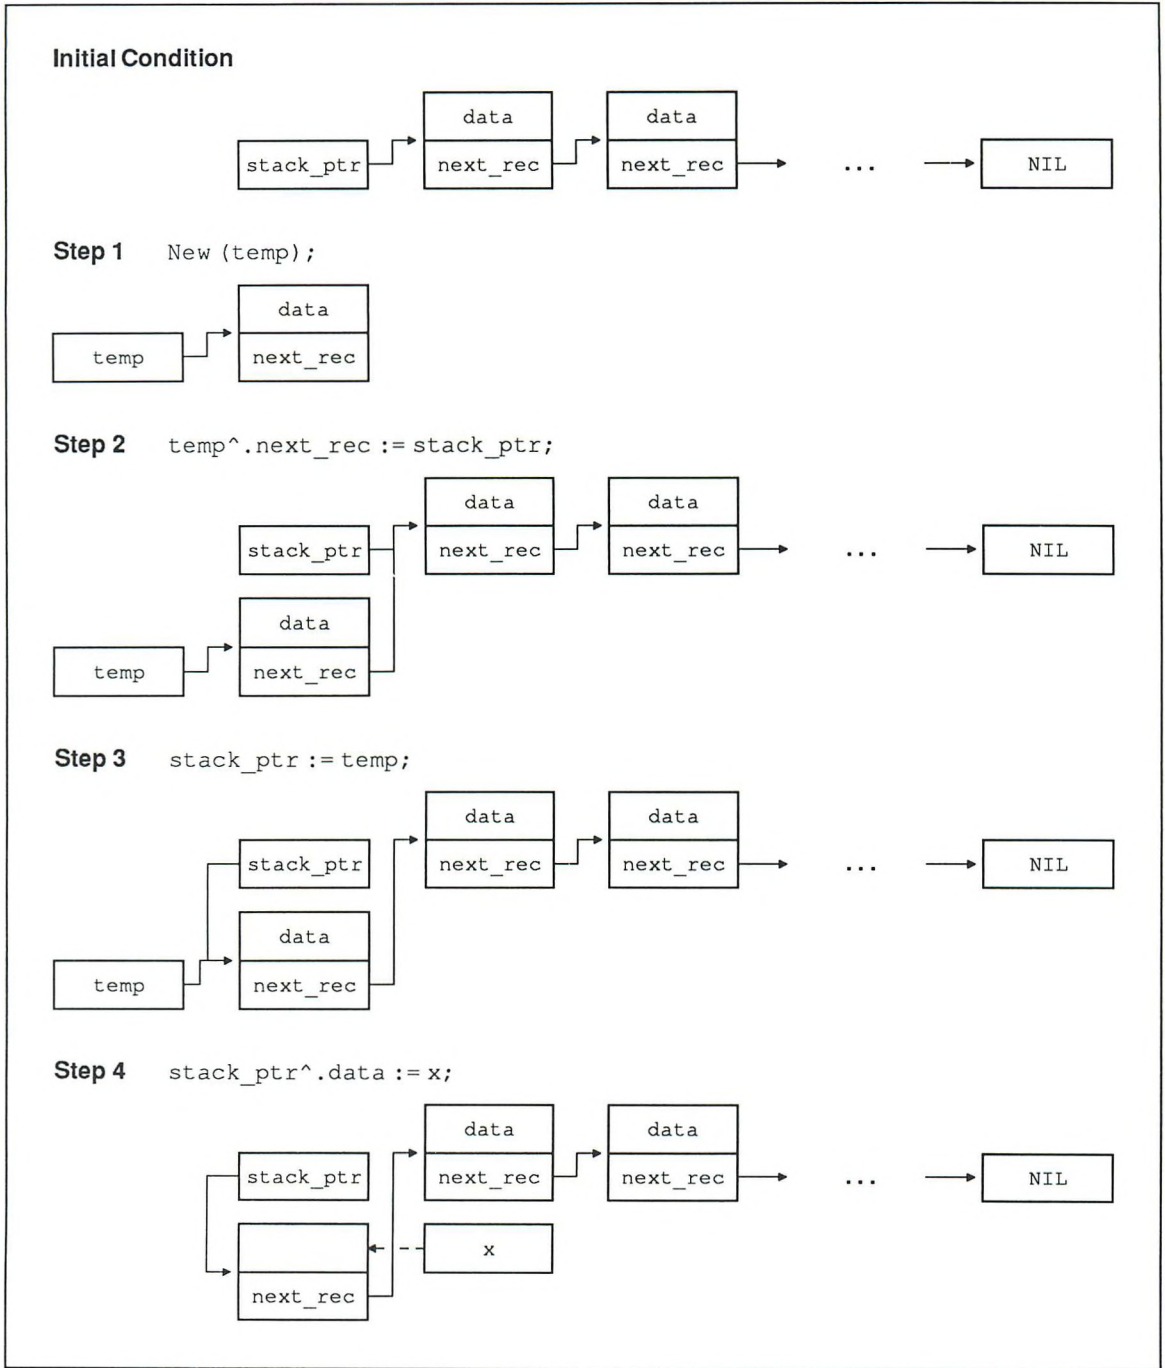 Initial Condition
data data
stack_ptr next_rec next_rec ... NIL
Step 1 New (temp);
data
temp next_rec
Step 2 temp^.next_rec := stack_ptr;
data data
stack_ptr next_rec next_rec ... NIL
data
temp next_rec
Step 3 stack_ptr := temp;
data data
stack_ptr next_rec next_rec ... NIL
data
temp next_rec
Step 4 stack_ptr^.data := x;
data data
stack_ptr next_rec next_rec ... NIL
x
next_rec